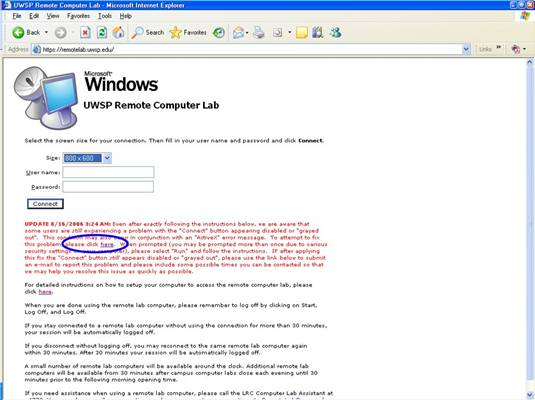 UWSP Remote Computer Lab - Microsoft Internet Explorer
File Edit View Favorites Tools Help
Back Search Favorites
Address https://remotelab.uwsp.edu/ Go Links »
Microsoft®
Windows
UWSP Remote Computer Lab
Select the screen size for your connection. Then fill in your user name and password and click Connect.
Size: 800 x 600
User name:
Password:
Connect
UPDATE 8/16/2006 3:24 AM: Even after exactly following the instructions below, we are aware that
some users are still experiencing a problem with the "Connect" button appearing disabled or "grayed
out". This condition may also in conjunction with an "ActiveX" error message. To attempt to fix
this problem please click here. When prompted (you may be prompted more than once due to various
security settings computer), please select "Run" and follow the instructions. IF after applying
this fix the "Connect" button still appears disabled or "grayed out", please use the link below to submit
an e-mail to report this problem and please include some possible times you can be contacted so that
we may help you resolve this issue as quickly as possible.
For detailed instructions on how to setup your computer to access the remote computer lab, please
click here.
When you are done using the remote lab computer, please remember to log off by clicking on Start,
Log Off, and Log Off.
If you stay connected to a remote lab computer without using the connection for more than 30 minutes,
your session will be automatically logged off.
If you disconnect without logging off, you may reconnect to the same remote lab computer again
within 30 minutes. After 30 minutes your session will be automatically logged off.
A small number of remote lab computers will be available around the clock. Additional remote lab
computers will be available from 30 minutes after campus computer labs close each evening until 30
minutes prior to the following morning opening time.
If you need assistance when using a remote lab computer, please call the LRC Computer Lab Assistant at